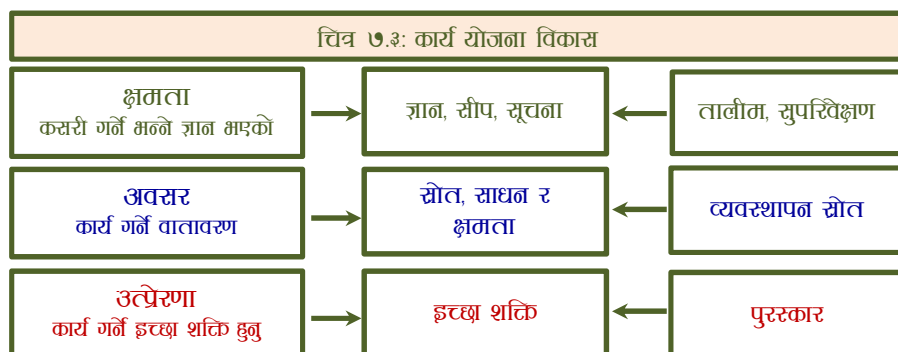 चित्र ७.३: कार्य योजना विकास
क्षमता
कसरी गर्ने भन्ने ज्ञान भएको
ज्ञान, सीप, सूचना
तालीम, सुपरिवेक्षण
अवसर
कार्य गर्ने वातावरण
स्रोत, साधन र
क्षमता
व्यवस्थापन स्रोत
उत्प्रेरणा
कार्य गर्ने इच्छा शक्ति हुनु
इच्छा शक्ति
पुरस्कार